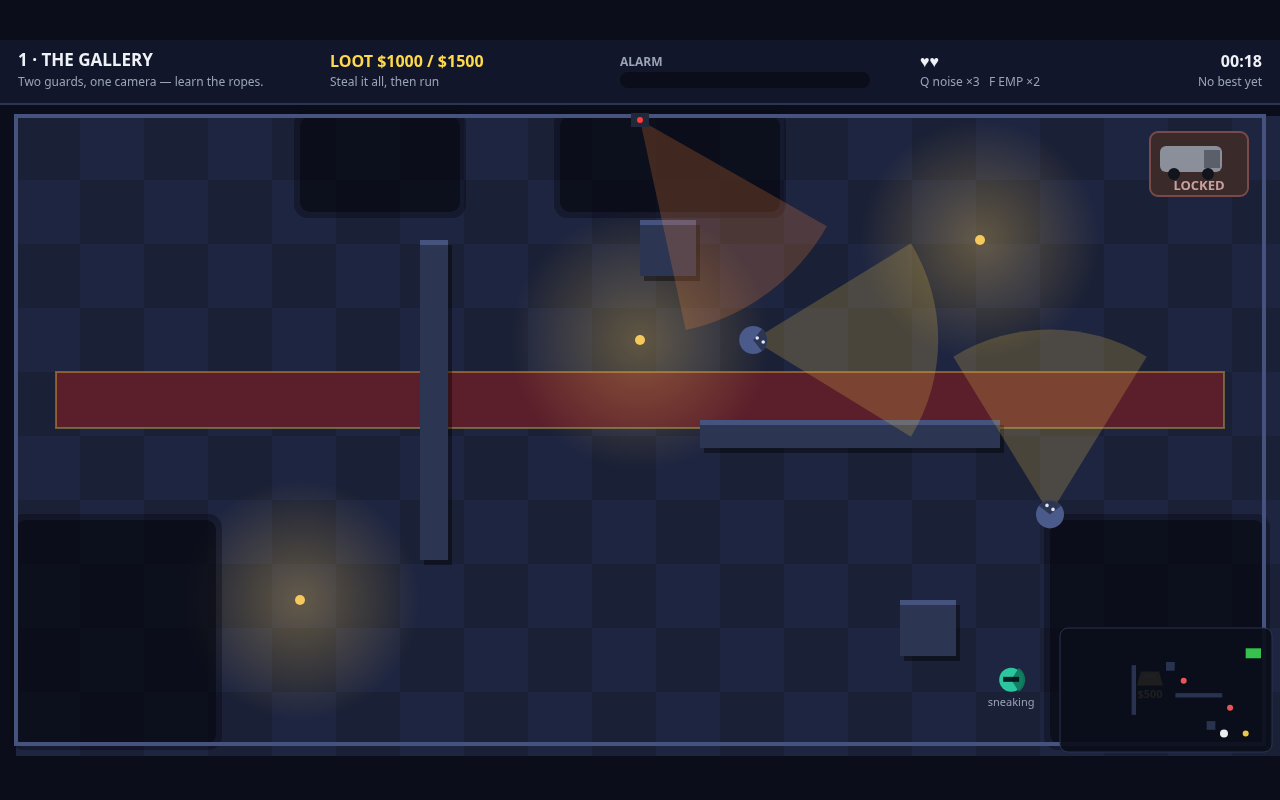 1 · THE GALLERY
Two guards, one camera — learn the ropes.
LOOT $1000 / $1500
Steal it all, then run
ALARM
♥♥
Q noise ×3 F EMP ×2
00:18
No best yet
LOCKED
sneaking
$500